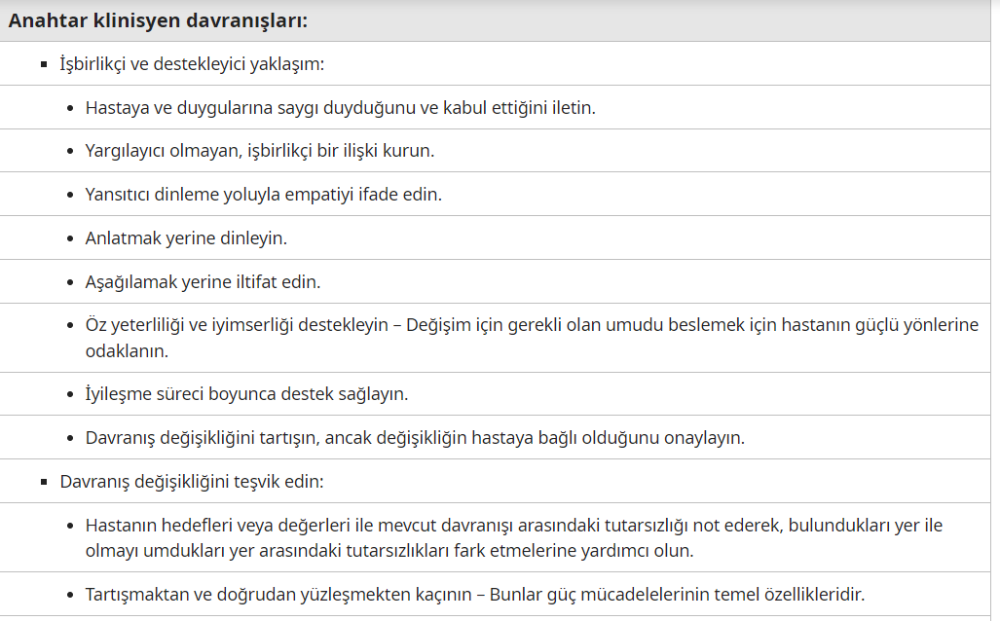 Anahtar klinisyen davranışları:
▪ İşbirlikçi ve destekleyici yaklaşım:
• Hastaya ve duygularına saygı duyduğunu ve kabul ettiğini iletin.
• Yargılayıcı olmayan, işbirlikçi bir ilişki kurun.
• Yansıtıcı dinleme yoluyla empatiyi ifade edin.
• Anlatmak yerine dinleyin.
• Aşağılamak yerine iltifat edin.
• Öz yeterliliği ve iyimserliği destekleyin – Değişim için gerekli olan umudu beslemek için hastanın güçlü yönlerine
odaklanın.
• İyileşme süreci boyunca destek sağlayın.
• Davranış değişikliğini tartışın, ancak değişikliğin hastaya bağlı olduğunu onaylayın.
▪ Davranış değişikliğini teşvik edin:
• Hastanın hedefleri veya değerleri ile mevcut davranışı arasındaki tutarsızlığı not ederek, bulundukları yer ile
olmayı umdukları yer arasındaki tutarsızlıkları fark etmelerine yardımcı olun.
• Tartışmaktan ve doğrudan yüzleşmekten kaçının – Bunlar güç mücadelelerinin temel özellikleridir.